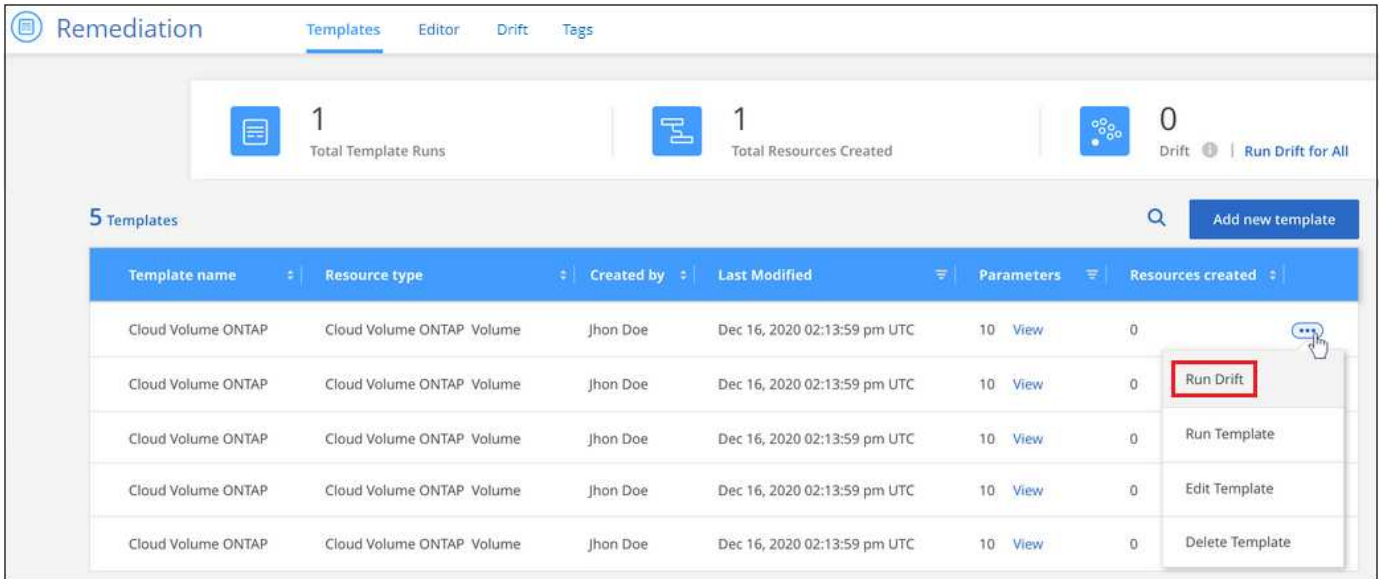 Remediation Templates Editor Drift Tags
1 1 0
Total Template Runs Total Resources Created Drift | Run Drift for All
5 Templates Add new template
Template name Resource type Created by Last Modified Parameters Resources created
Cloud Volume ONTAP Cloud Volume ONTAP Volume Jhon Doe Dec 16, 2020 02:13:59 pm UTC 10 View 0
Cloud Volume ONTAP Cloud Volume ONTAP Volume Jhon Doe Dec 16, 2020 02:13:59 pm UTC 10 View 0 Run Drift
Cloud Volume ONTAP Cloud Volume ONTAP Volume Jhon Doe Dec 16, 2020 02:13:59 pm UTC 10 View 0 Run Template
Cloud Volume ONTAP Cloud Volume ONTAP Volume Jhon Doe Dec 16, 2020 02:13:59 pm UTC 10 View 0 Edit Template
Cloud Volume ONTAP Cloud Volume ONTAP Volume Jhon Doe Dec 16, 2020 02:13:59 pm UTC 10 View 0 Delete Template